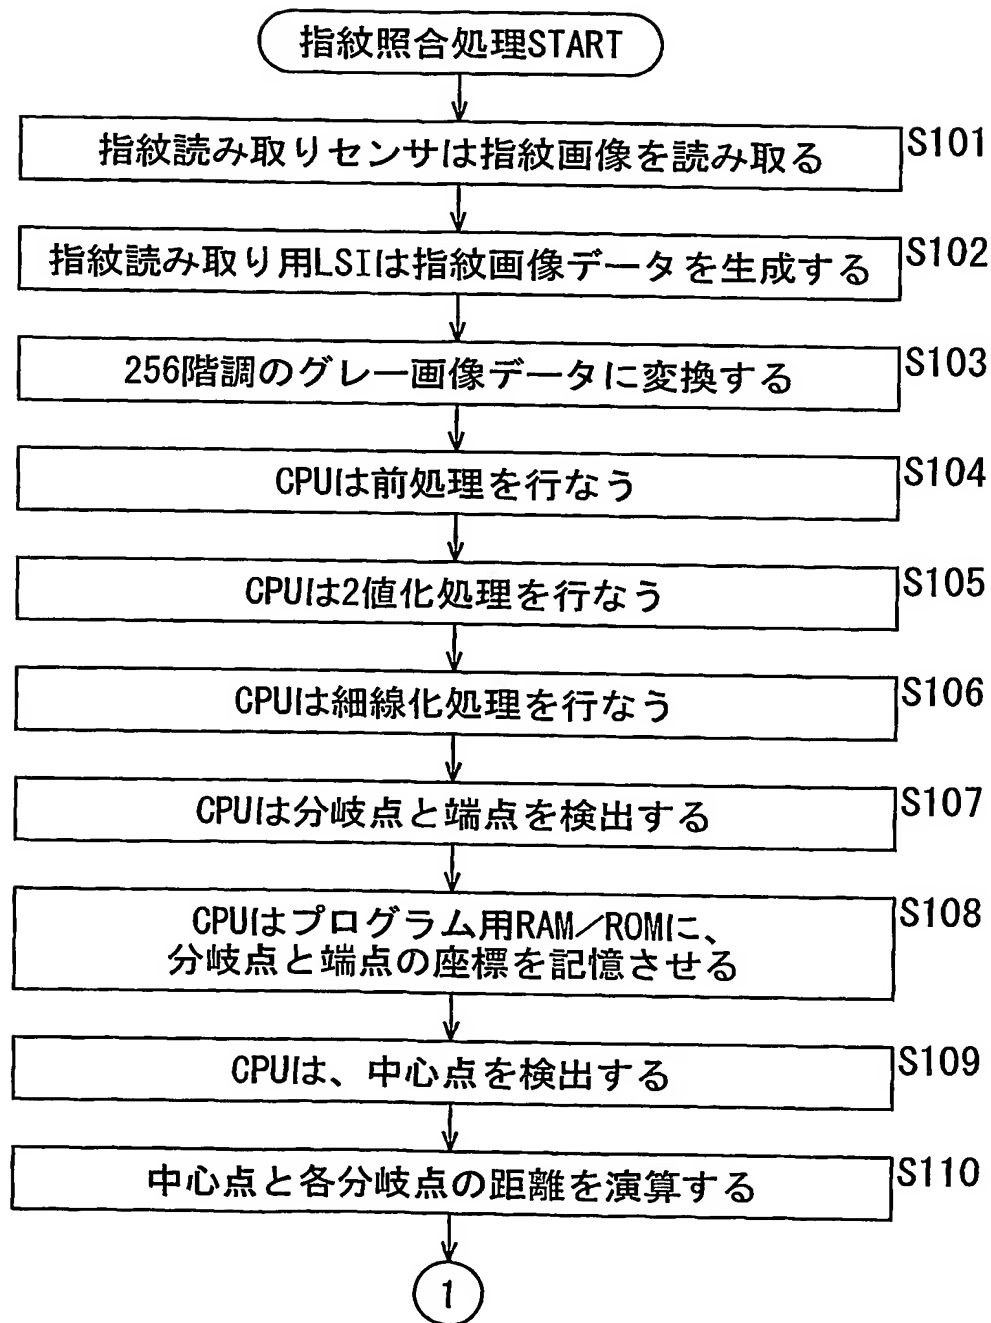 指紋照合処理START
指紋読み取りセンサは指紋画像を読み取る
S101
指紋読み取り用LSIは指紋画像データを生成する
S102
256階調のグレー画像データに変換する
S103
CPUは前処理を行なう
S104
CPUは2値化処理を行なう
S105
CPUは細線化処理を行なう
S106
CPUは分岐点と端点を検出する
S107
CPUはプログラム用RAM/ROMに、
分岐点と端点の座標を記憶させる
S108
CPUは、中心点を検出する
S109
中心点と各分岐点の距離を演算する
S110
1